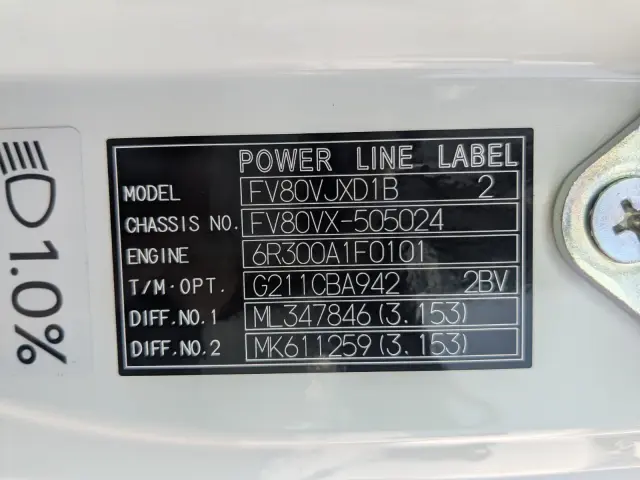 POWER LINE LABEL
MODEL FV80VJXD1B 2
CHASSIS NO. FV80VX-505024
ENGINE 6R300A1F0101
T/M·OPT. G211CBA942 2BV
DIFF.NO.1 ML347846(3.153)
DIFF.NO.2 MK611259(3.153)
1.0%